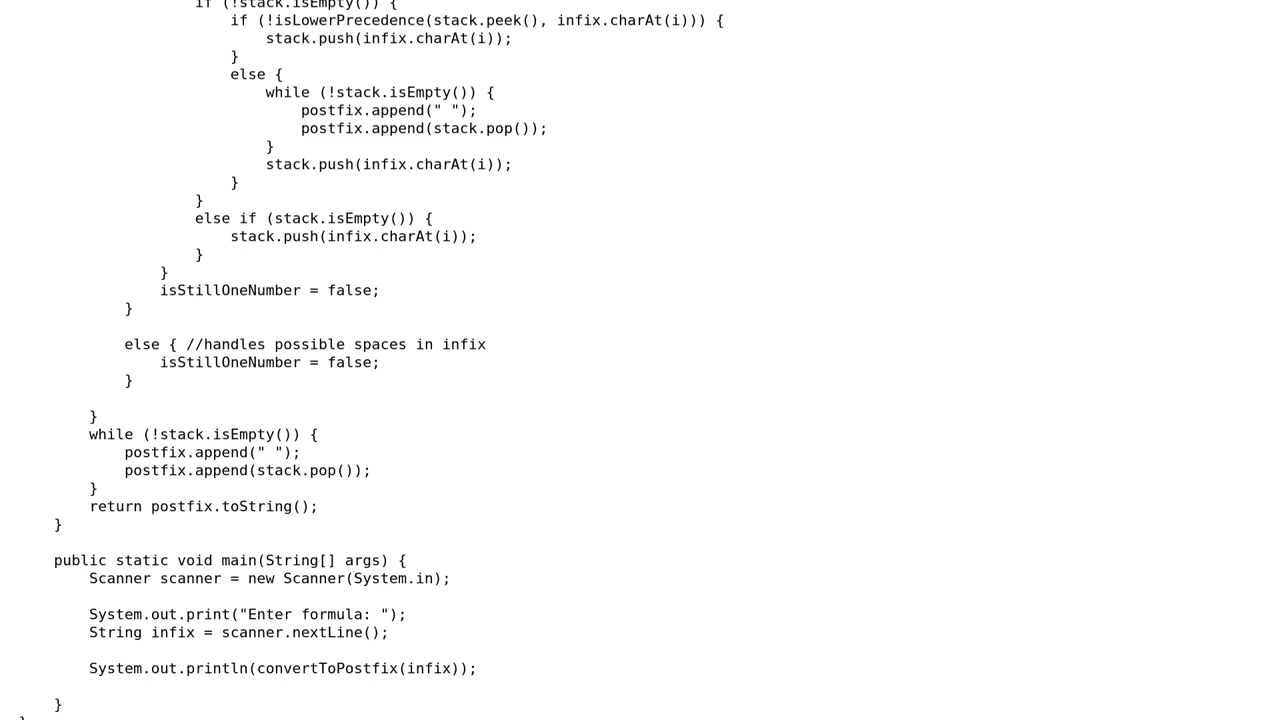 if (!stack.isEmpty()) {
if (!isLowerPrecedence(stack.peek(), infix.charAt(i))) {
stack.push(infix.charAt(i));
}
else {
while (!stack.isEmpty()) {
postfix.append(" ");
postfix.append(stack.pop());
}
stack.push(infix.charAt(i));
}
}
else if (stack.isEmpty()) {
stack.push(infix.charAt(i));
}
}
isStillOneNumber = false;
}
else { //handles possible spaces in infix
isStillOneNumber = false;
}
}
while (!stack.isEmpty()) {
postfix.append(" ");
postfix.append(stack.pop());
}
return postfix.toString();
}
public static void main(String[] args) {
Scanner scanner = new Scanner(System.in);
System.out.print("Enter formula: ");
String infix = scanner.nextLine();
System.out.println(convertToPostfix(infix));
}
}